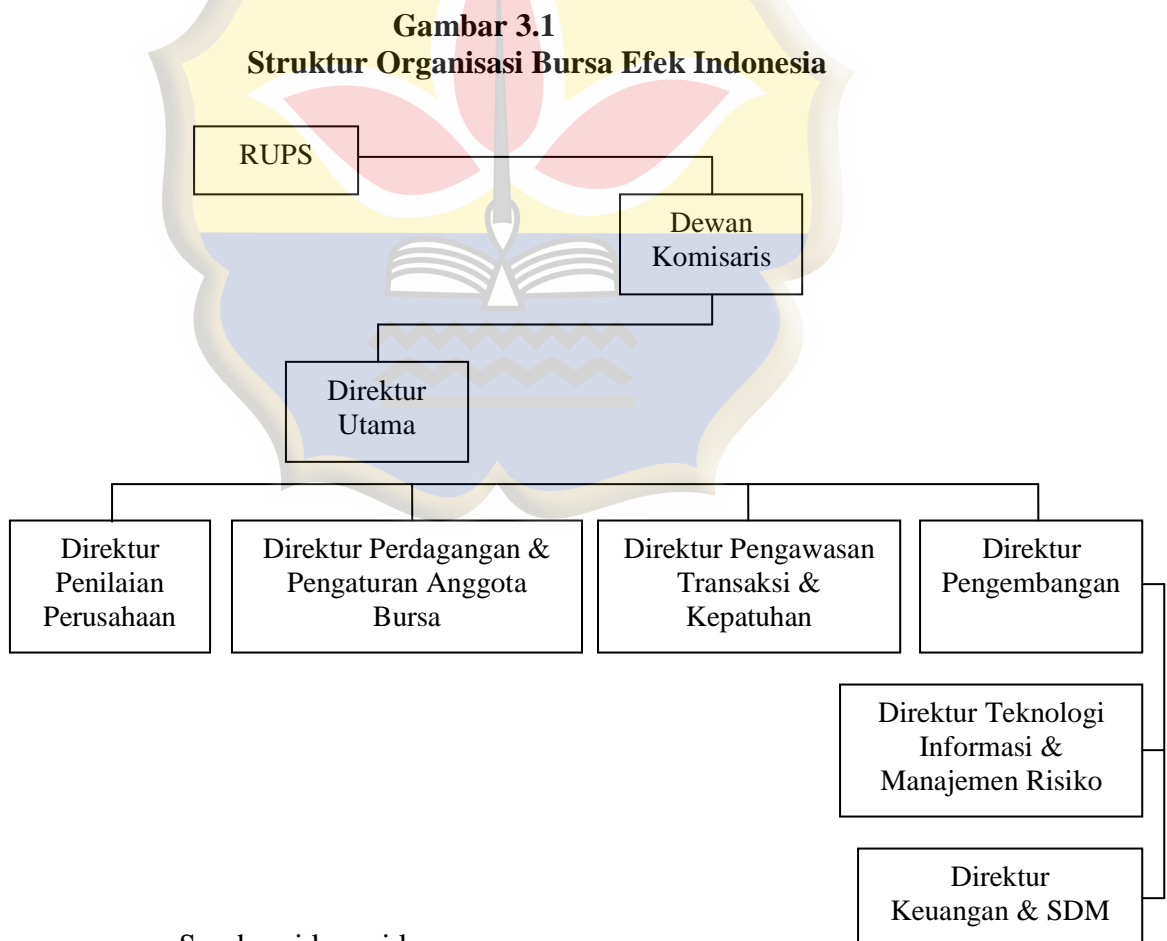 Gambar 3.1
Struktur Organisasi Bursa Efek Indonesia
RUPS
Dewan
Komisaris
Direktur
Utama
Direktur
Penilaian
Perusahaan
Direktur Perdagangan &
Pengaturan Anggota
Bursa
Direktur Pengawasan
Transaksi &
Kepatuhan
Direktur
Pengembangan
Direktur Teknologi
Informasi &
Manajemen Risiko
Direktur
Keuangan & SDM